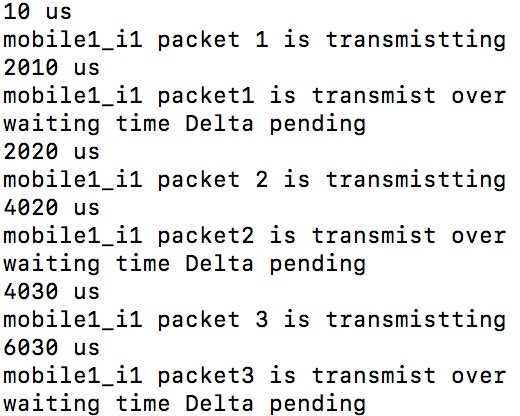 10 us
mobile1_i1 packet 1 is transmistting
2010 us
mobile1_i1 packet1 is transmist over
waiting time Delta pending
2020 us
mobile1_i1 packet 2 is transmistting
4020 us
mobile1_i1 packet2 is transmist over
waiting time Delta pending
4030 us
mobile1_i1 packet 3 is transmistting
6030 us
mobile1_i1 packet3 is transmist over
waiting time Delta pending